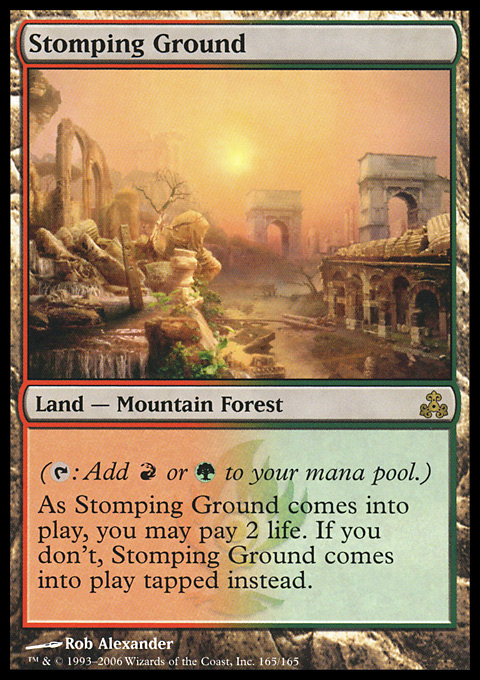 Stomping Ground
Land — Mountain Forest
(: Add or to your mana pool.)
As Stomping Ground comes into
play, you may pay 2 life. If you
don't, Stomping Ground comes
into play tapped instead.
Rob Alexander
™ & © 1993–2006 Wizards of the Coast, Inc. 165/165